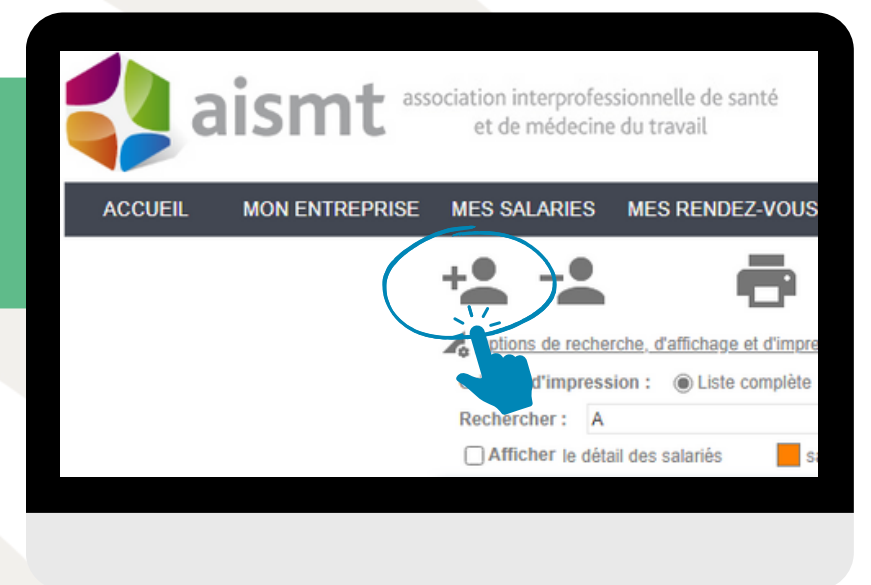 aismt
association interprofessionnelle de santé
et de médecine du travail
ACCUEIL MON ENTREPRISE MES SALARIES MES RENDEZ-VOUS
de recherche, d'affichage et d'impre
d'impression : Liste complète
Rechercher : A
Afficher le détail des salariés